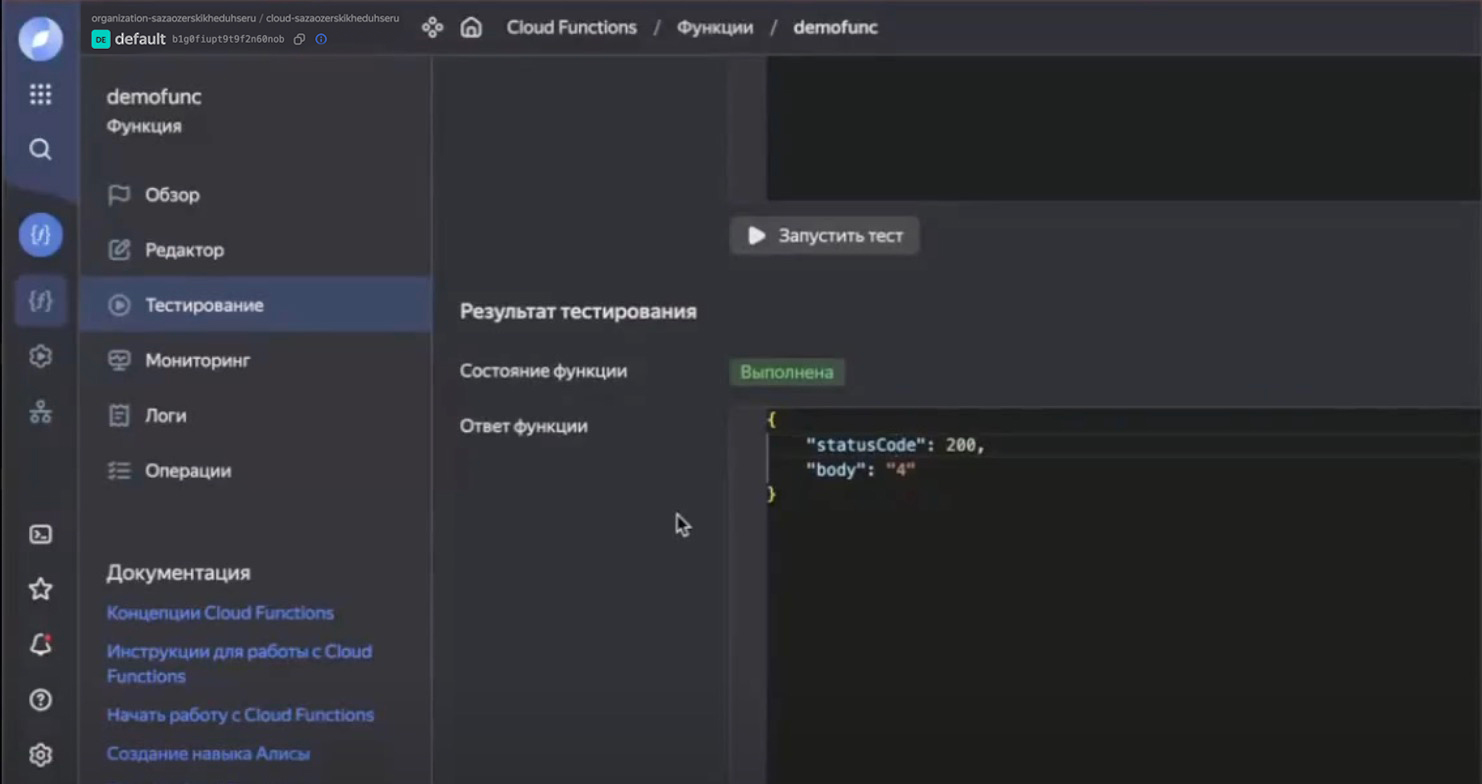 organization-sazaozerskikheduhseru / cloud-sazaozerskikheduhseru
DE default b1g0fiupt9t9f2n60nob
Cloud Functions / Функции / demofunc
demofunc
Функция
Обзор
Редактор
Тестирование
Мониторинг
Логи
Операции
Документация
Концепции Cloud Functions
Инструкции для работы с Cloud
Functions
Начать работу с Cloud Functions
Создание навыка Алисы
Запустить тест
Результат тестирования
Состояние функции Выполнена
Ответ функции
{
"statusCode": 200,
"body": "4"
}